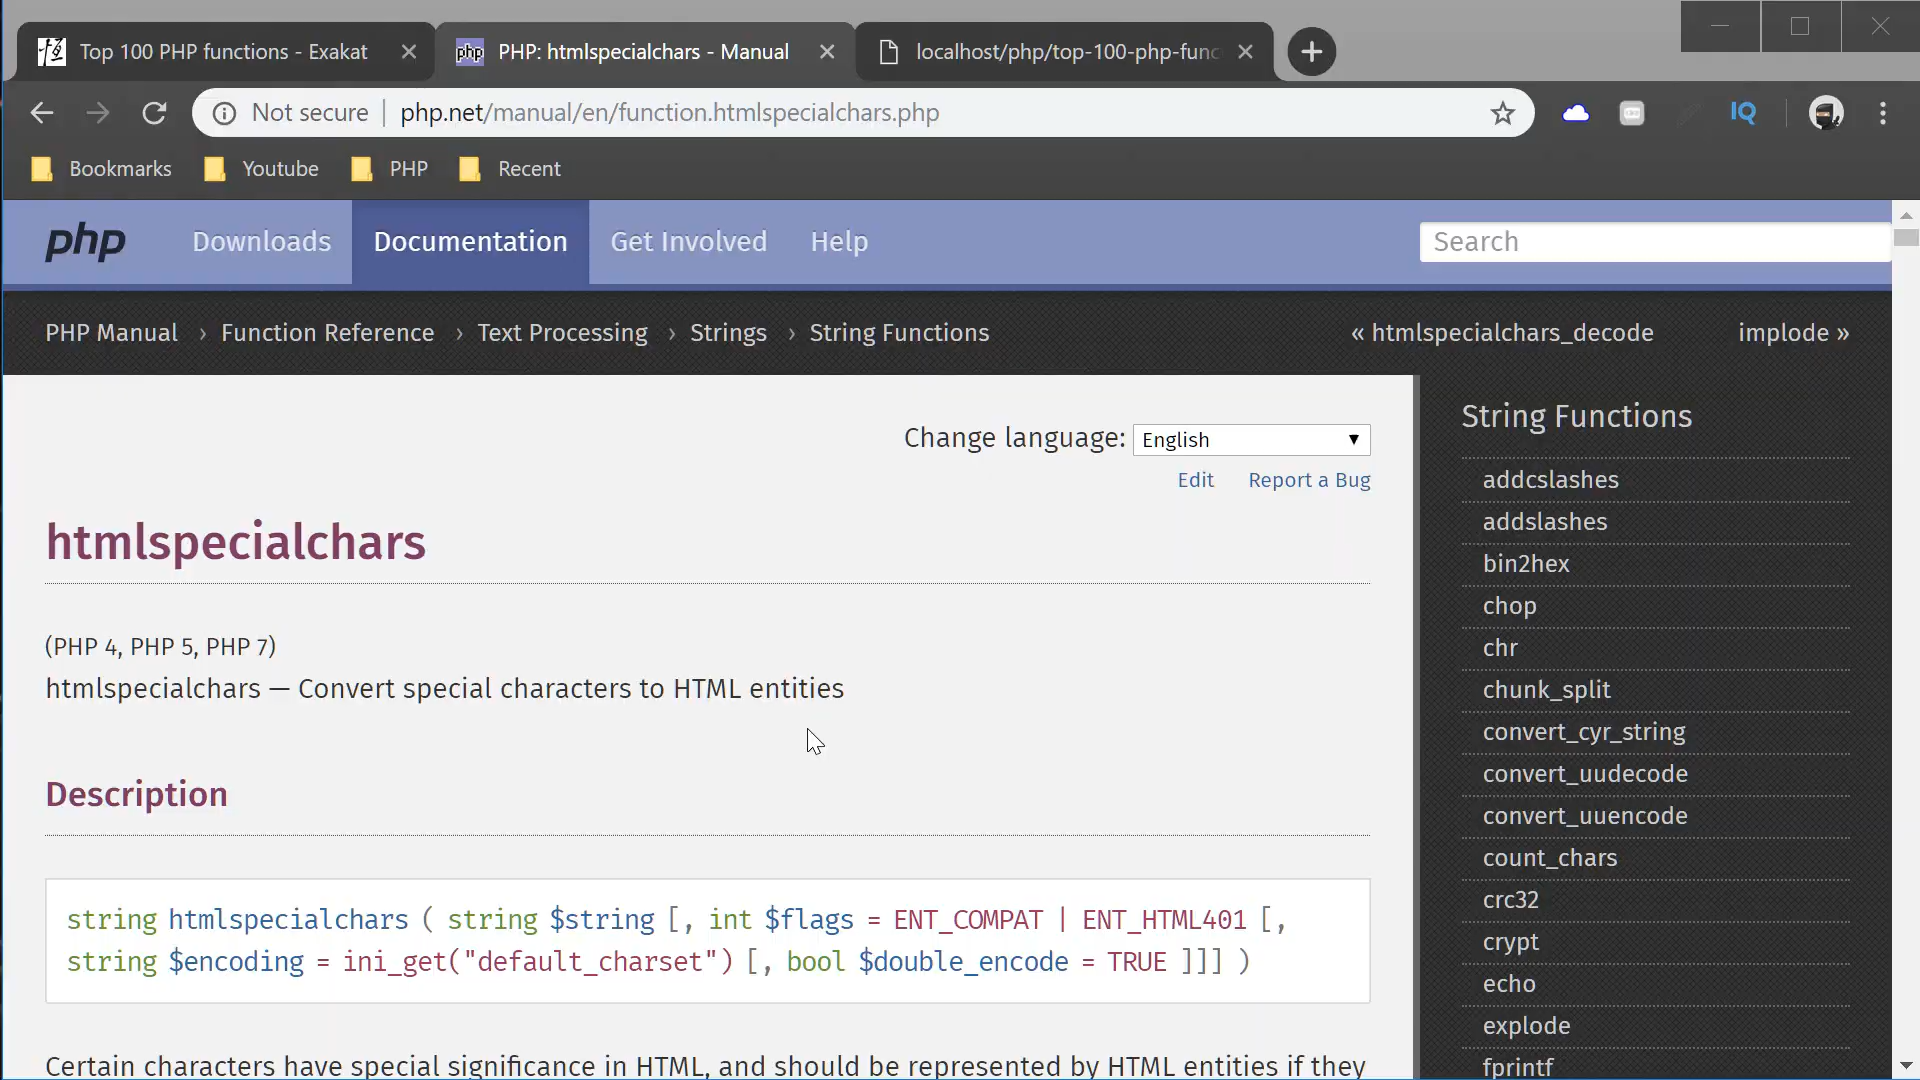 Top 100 PHP functions - Exakat
php PHP: htmlspecialchars - Manual
localhost/php/top-100-php-func
Not secure php.net/manual/en/function.htmlspecialchars.php
IQ
Bookmarks Youtube PHP Recent
php Downloads Documentation Get Involved Help Search
PHP Manual › Function Reference › Text Processing › Strings › String Functions « htmlspecialchars_decode implode »
Change language: English
Edit Report a Bug
htmlspecialchars
(PHP 4, PHP 5, PHP 7)
htmlspecialchars — Convert special characters to HTML entities
Description
string htmlspecialchars ( string $string [, int $flags = ENT_COMPAT | ENT_HTML401 [,
string $encoding = ini_get("default_charset") [, bool $double_encode = TRUE ]]] )
Certain characters have special significance in HTML, and should be represented by HTML entities if they
String Functions
addcslashes
addslashes
bin2hex
chop
chr
chunk_split
convert_cyr_string
convert_uudecode
convert_uuencode
count_chars
crc32
crypt
echo
explode
fprintf